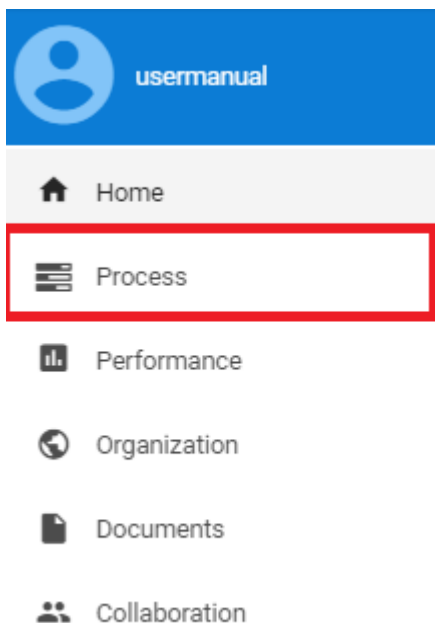 usermanual
Home
Process
Performance
Organization
Documents
Collaboration